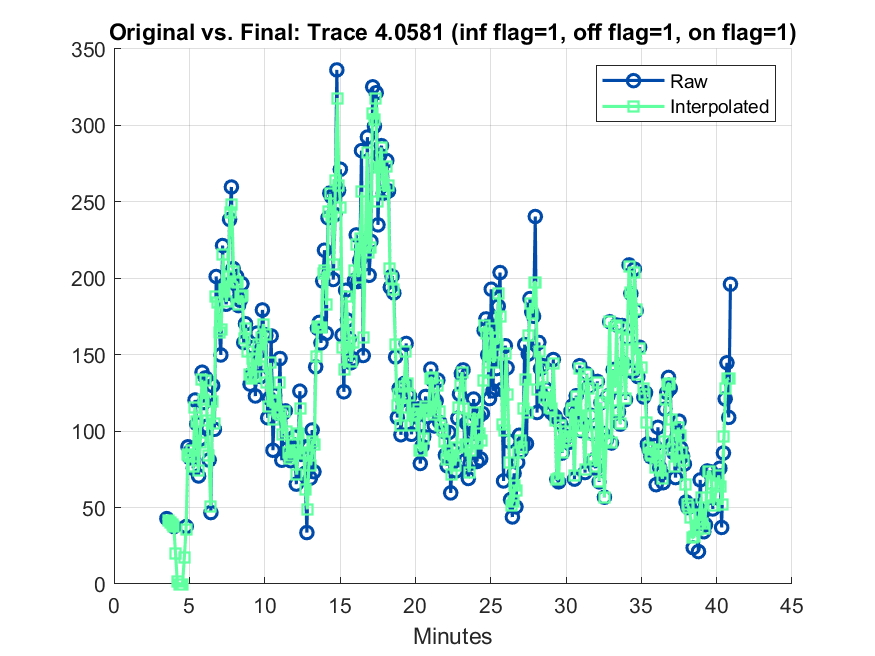 Original vs. Final: Trace 4.0581 (inf flag=1, off flag=1, on flag=1)
350
300
250
200
150
100
50
0
Raw
Interpolated
0 5 10 15 20 25 30 35 40 45
Minutes